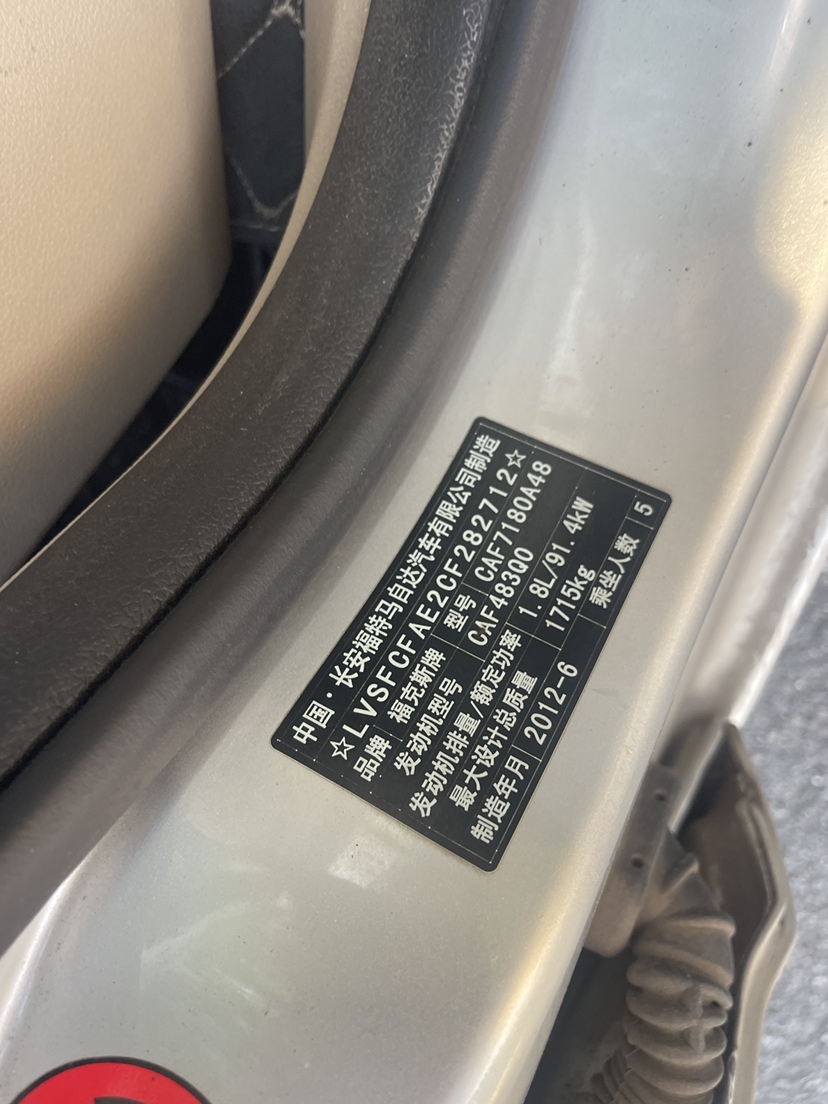 中国·长安福特马自达汽车有限公司制造
☆LVSFCFAE2CF282712☆
品牌 福克斯牌 型号 CAF7180A48
发动机型号 CAF483Q0
发动机排量/额定功率 1.8L/91.4kW
最大设计总质量 1715kg
制造年月 2012-6 乘坐人数 5